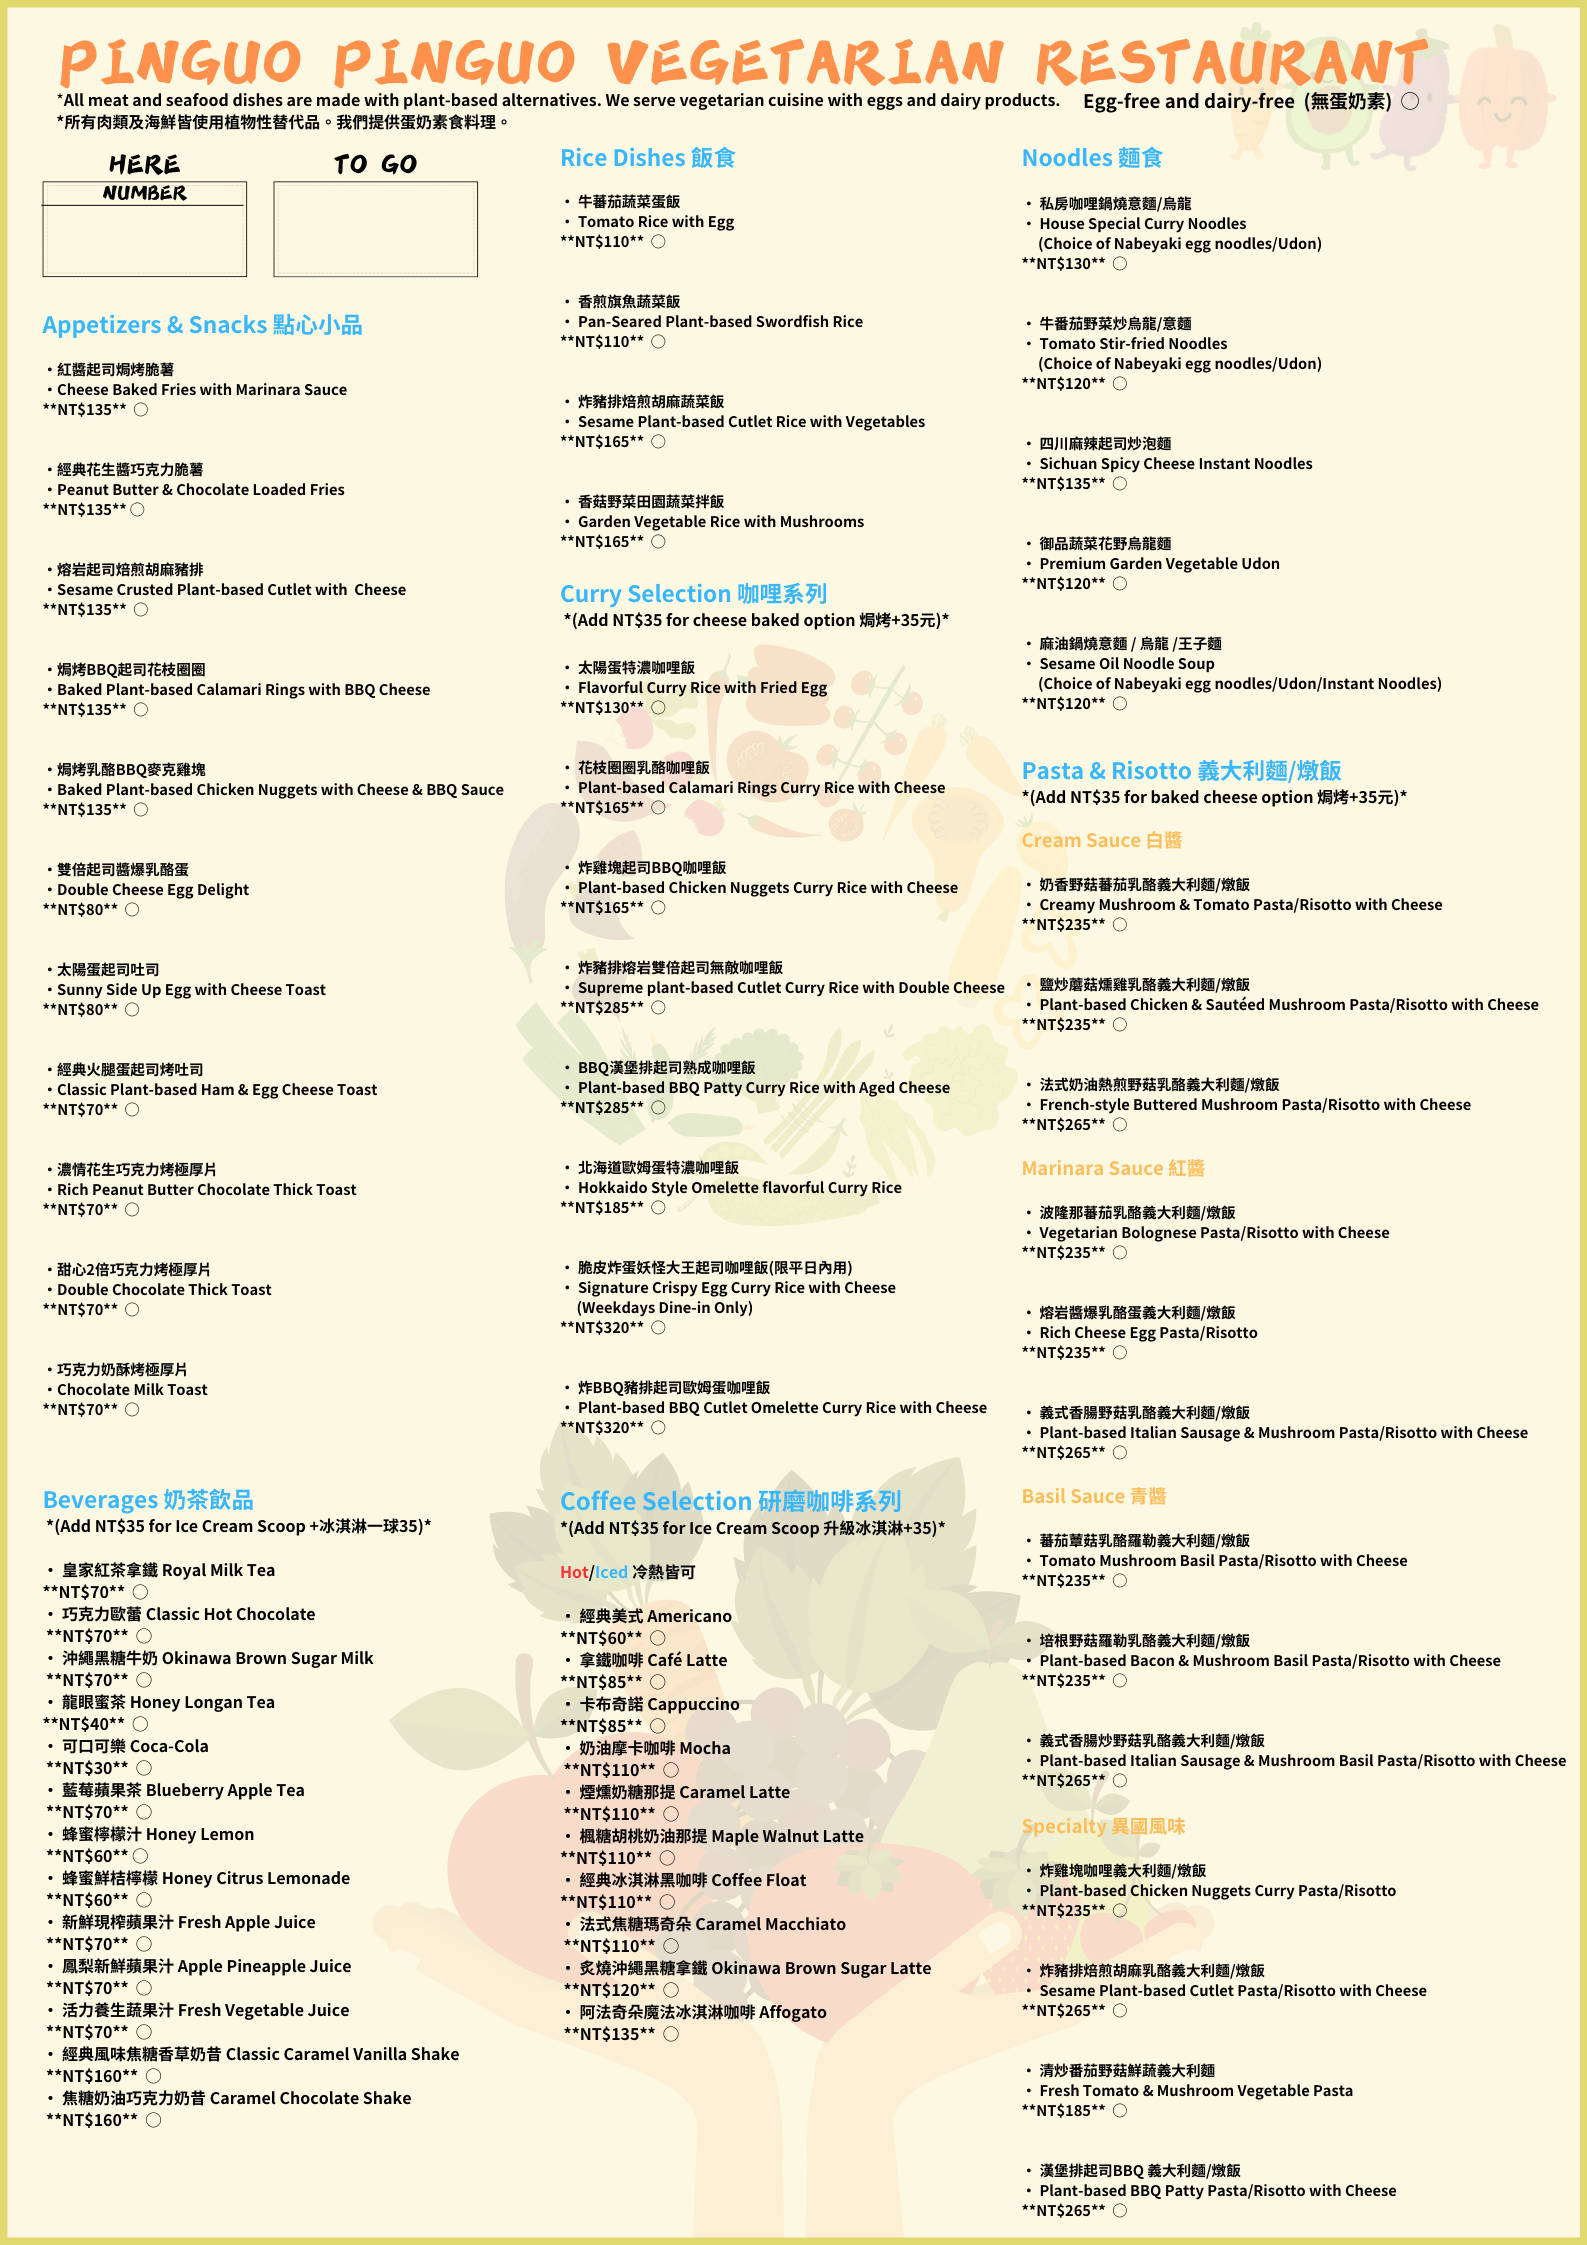 PINGUO PINGUO VEGETARIAN RESTAURANT
*All meat and seafood dishes are made with plant-based alternatives. We serve vegetarian cuisine with eggs and dairy products.
Egg-free and dairy-free (無蛋奶素) ○
*所有肉類及海鮮皆使用植物性替代品。我們提供蛋奶素食料理。
HERE
NUMBER
TO GO
Appetizers & Snacks 點心小品
・紅醬起司焗烤脆薯
・Cheese Baked Fries with Marinara Sauce
**NT$135** ○
・經典花生醬巧克力脆薯
・Peanut Butter & Chocolate Loaded Fries
**NT$135** ○
・熔岩起司焙煎胡麻豬排
・Sesame Crusted Plant-based Cutlet with Cheese
**NT$135** ○
・焗烤BBQ起司花枝圈圈
・Baked Plant-based Calamari Rings with BBQ Cheese
**NT$135** ○
・焗烤乳酪BBQ麥克雞塊
・Baked Plant-based Chicken Nuggets with Cheese & BBQ Sauce
**NT$135** ○
・雙倍起司醬爆乳酪蛋
・Double Cheese Egg Delight
**NT$80** ○
・太陽蛋起司吐司
・Sunny Side Up Egg with Cheese Toast
**NT$80** ○
・經典火腿蛋起司烤吐司
・Classic Plant-based Ham & Egg Cheese Toast
**NT$70** ○
・濃情花生巧克力烤極厚片
・Rich Peanut Butter Chocolate Thick Toast
**NT$70** ○
・甜心2倍巧克力烤極厚片
・Double Chocolate Thick Toast
**NT$70** ○
・巧克力奶酥烤極厚片
・Chocolate Milk Toast
**NT$70** ○
Beverages 奶茶飲品
*(Add NT$35 for Ice Cream Scoop +冰淇淋一球35)*
・ 皇家紅茶拿鐵 Royal Milk Tea
**NT$70** ○
・ 巧克力歐蕾 Classic Hot Chocolate
**NT$70** ○
・ 沖繩黑糖牛奶 Okinawa Brown Sugar Milk
**NT$70** ○
・ 龍眼蜜茶 Honey Longan Tea
**NT$40** ○
・ 可口可樂 Coca-Cola
**NT$30** ○
・ 藍莓蘋果茶 Blueberry Apple Tea
**NT$70** ○
・ 蜂蜜檸檬汁 Honey Lemon
**NT$60** ○
・ 蜂蜜鮮桔檸檬 Honey Citrus Lemonade
**NT$60** ○
・ 新鮮現榨蘋果汁 Fresh Apple Juice
**NT$70** ○
・ 鳳梨新鮮蘋果汁 Apple Pineapple Juice
**NT$70** ○
・ 活力養生蔬果汁 Fresh Vegetable Juice
**NT$70** ○
・ 經典風味焦糖香草奶昔 Classic Caramel Vanilla Shake
**NT$160** ○
・ 焦糖奶油巧克力奶昔 Caramel Chocolate Shake
**NT$160** ○
Rice Dishes 飯食
・ 牛蕃茄蔬菜蛋飯
・ Tomato Rice with Egg
**NT$110** ○
・ 香煎旗魚蔬菜飯
・ Pan-Seared Plant-based Swordfish Rice
**NT$110** ○
・ 炸豬排焙煎胡麻蔬菜飯
・ Sesame Plant-based Cutlet Rice with Vegetables
**NT$165** ○
・ 香菇野菜田園蔬菜拌飯
・ Garden Vegetable Rice with Mushrooms
**NT$165** ○
Curry Selection 咖哩系列
*(Add NT$35 for cheese baked option 焗烤+35元)*
・ 太陽蛋特濃咖哩飯
・ Flavorful Curry Rice with Fried Egg
**NT$130** ○
・ 花枝圈圈乳酪咖哩飯
・ Plant-based Calamari Rings Curry Rice with Cheese
**NT$165** ○
・ 炸雞塊起司BBQ咖哩飯
・ Plant-based Chicken Nuggets Curry Rice with Cheese
**NT$165** ○
・ 炸豬排熔岩雙倍起司無敵咖哩飯
・ Supreme plant-based Cutlet Curry Rice with Double Cheese
**NT$285** ○
・ BBQ漢堡排起司熟成咖哩飯
・ Plant-based BBQ Patty Curry Rice with Aged Cheese
**NT$285** ○
・ 北海道歐姆蛋特濃咖哩飯
・ Hokkaido Style Omelette flavorful Curry Rice
**NT$185** ○
・ 脆皮炸蛋妖怪大王起司咖哩飯(限平日內用)
・ Signature Crispy Egg Curry Rice with Cheese
(Weekdays Dine-in Only)
**NT$320** ○
・ 炸BBQ豬排起司歐姆蛋咖哩飯
・ Plant-based BBQ Cutlet Omelette Curry Rice with Cheese
**NT$320** ○
Coffee Selection 研磨咖啡系列
*(Add NT$35 for Ice Cream Scoop 升級冰淇淋+35)*
Hot/Iced 冷熱皆可
・ 經典美式 Americano
**NT$60** ○
・ 拿鐵咖啡 Café Latte
**NT$85** ○
・ 卡布奇諾 Cappuccino
**NT$85** ○
・ 奶油摩卡咖啡 Mocha
**NT$110** ○
・ 煙燻奶糖那提 Caramel Latte
**NT$110** ○
・ 楓糖胡桃奶油那提 Maple Walnut Latte
**NT$110** ○
・ 經典冰淇淋黑咖啡 Coffee Float
**NT$110** ○
・ 法式焦糖瑪奇朵 Caramel Macchiato
**NT$110** ○
・ 炙燒沖繩黑糖拿鐵 Okinawa Brown Sugar Latte
**NT$120** ○
・ 阿法奇朵魔法冰淇淋咖啡 Affogato
**NT$135** ○
Noodles 麵食
・ 私房咖哩鍋燒意麵/烏龍
・ House Special Curry Noodles
(Choice of Nabeyaki egg noodles/Udon)
**NT$130** ○
・ 牛番茄野菜炒烏龍/意麵
・ Tomato Stir-fried Noodles
(Choice of Nabeyaki egg noodles/Udon)
**NT$120** ○
・ 四川麻辣起司炒泡麵
・ Sichuan Spicy Cheese Instant Noodles
**NT$135** ○
・ 御品蔬菜花野烏龍麵
・ Premium Garden Vegetable Udon
**NT$120** ○
・ 麻油鍋燒意麵 / 烏龍 /王子麵
・ Sesame Oil Noodle Soup
(Choice of Nabeyaki egg noodles/Udon/Instant Noodles)
**NT$120** ○
Pasta & Risotto 義大利麵/燉飯
*(Add NT$35 for baked cheese option 焗烤+35元)*
Cream Sauce 白醬
・ 奶香野菇蕃茄乳酪義大利麵/燉飯
・ Creamy Mushroom & Tomato Pasta/Risotto with Cheese
**NT$235** ○
・ 鹽炒蘑菇燻雞乳酪義大利麵/燉飯
・ Plant-based Chicken & Sautéed Mushroom Pasta/Risotto with Cheese
**NT$235** ○
・ 法式奶油熱煎野菇乳酪義大利麵/燉飯
・ French-style Buttered Mushroom Pasta/Risotto with Cheese
**NT$265** ○
Marinara Sauce 紅醬
・ 波隆那蕃茄乳酪義大利麵/燉飯
・ Vegetarian Bolognese Pasta/Risotto with Cheese
**NT$235** ○
・ 熔岩醬爆乳酪蛋義大利麵/燉飯
・ Rich Cheese Egg Pasta/Risotto
**NT$235** ○
・ 義式香腸野菇乳酪義大利麵/燉飯
・ Plant-based Italian Sausage & Mushroom Pasta/Risotto with Cheese
**NT$265** ○
Basil Sauce 青醬
・ 蕃茄蕈菇乳酪羅勒義大利麵/燉飯
・ Tomato Mushroom Basil Pasta/Risotto with Cheese
**NT$235** ○
・ 培根野菇羅勒乳酪義大利麵/燉飯
・ Plant-based Bacon & Mushroom Basil Pasta/Risotto with Cheese
**NT$235** ○
・ 義式香腸炒野菇乳酪義大利麵/燉飯
・ Plant-based Italian Sausage & Mushroom Basil Pasta/Risotto with Cheese
**NT$265** ○
Specialty 異國風味
・ 炸雞塊咖哩義大利麵/燉飯
・ Plant-based Chicken Nuggets Curry Pasta/Risotto
**NT$235** ○
・ 炸豬排焙煎胡麻乳酪義大利麵/燉飯
・ Sesame Plant-based Cutlet Pasta/Risotto with Cheese
**NT$265** ○
・ 清炒番茄野菇鮮蔬義大利麵
・ Fresh Tomato & Mushroom Vegetable Pasta
**NT$185** ○
・ 漢堡排起司BBQ 義大利麵/燉飯
・ Plant-based BBQ Patty Pasta/Risotto with Cheese
**NT$265** ○